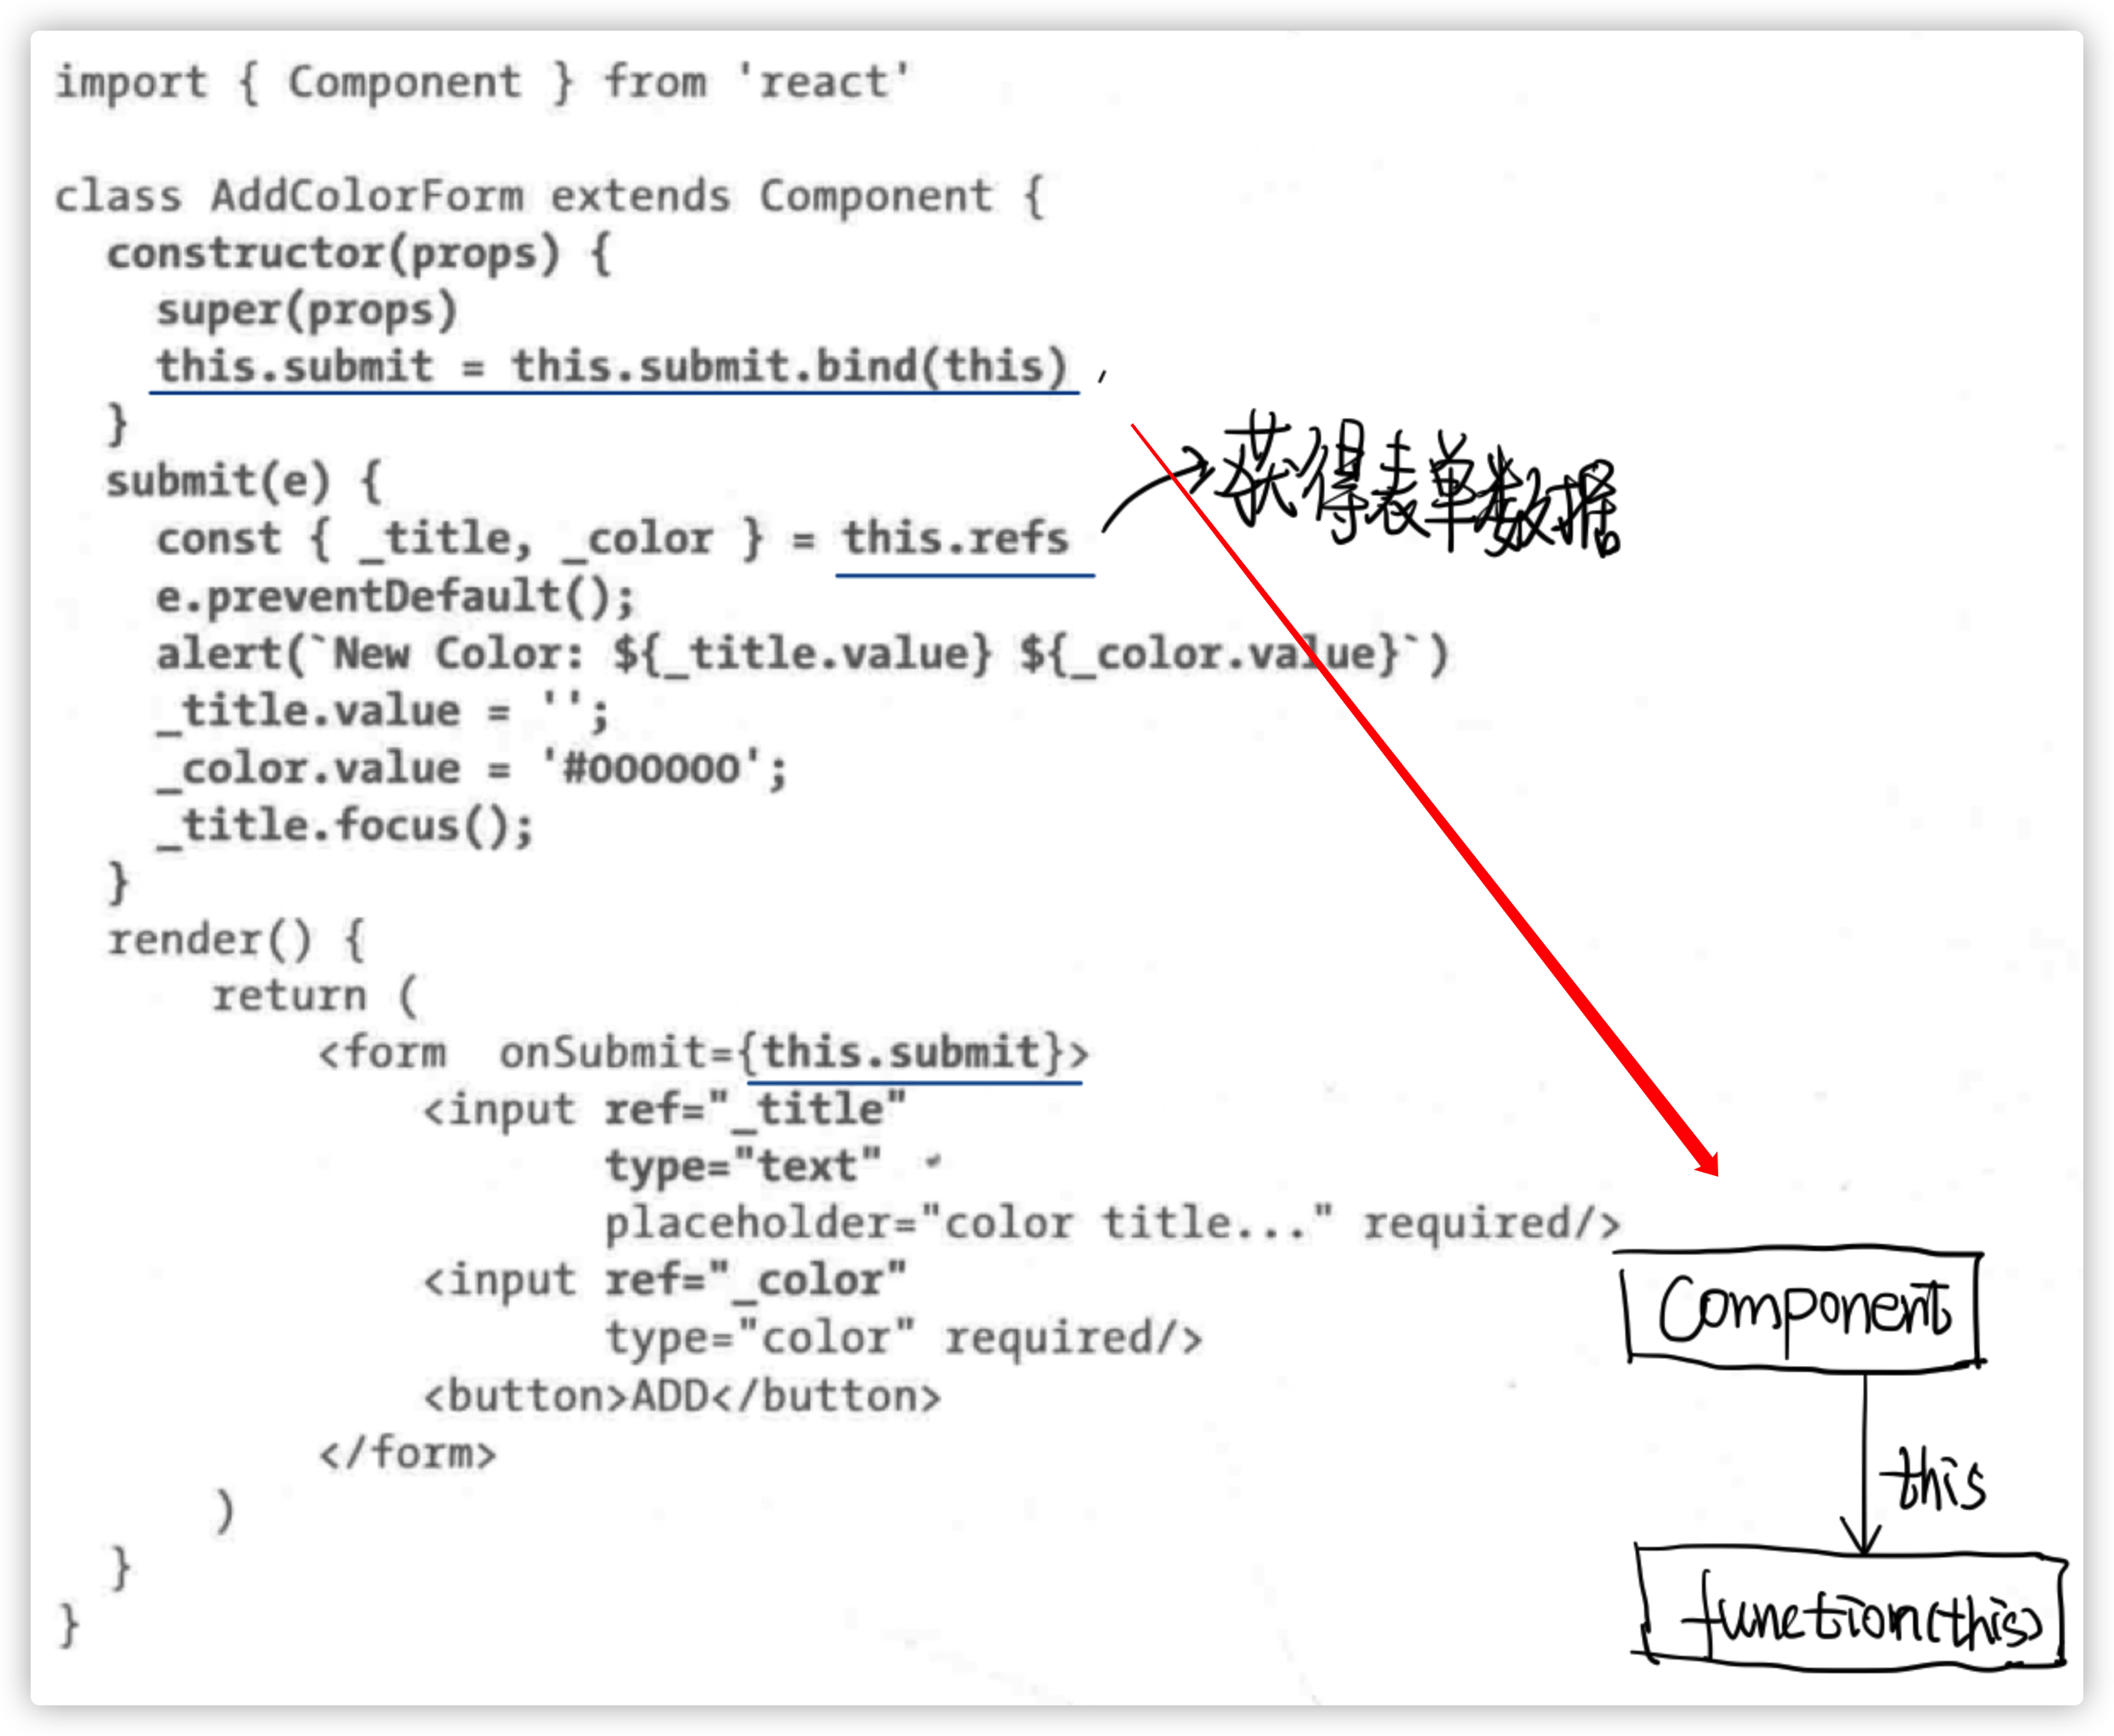 import { Component } from 'react'
class AddColorForm extends Component {
constructor(props) {
super(props)
this.submit = this.submit.bind(this)
}
submit(e) {
const { _title, _color } = this.refs
获得表单数据
e.preventDefault();
alert(`New Color: ${_title.value} ${_color.value}`)
_title.value = '';
_color.value = '#000000';
_title.focus();
}
render() {
return (
<form onSubmit={this.submit}>
<input ref="_title"
type="text"
placeholder="color title..." required/>
<input ref="_color"
type="color" required/>
<button>ADD</button>
</form>
)
}
}
Component
this
function(this)